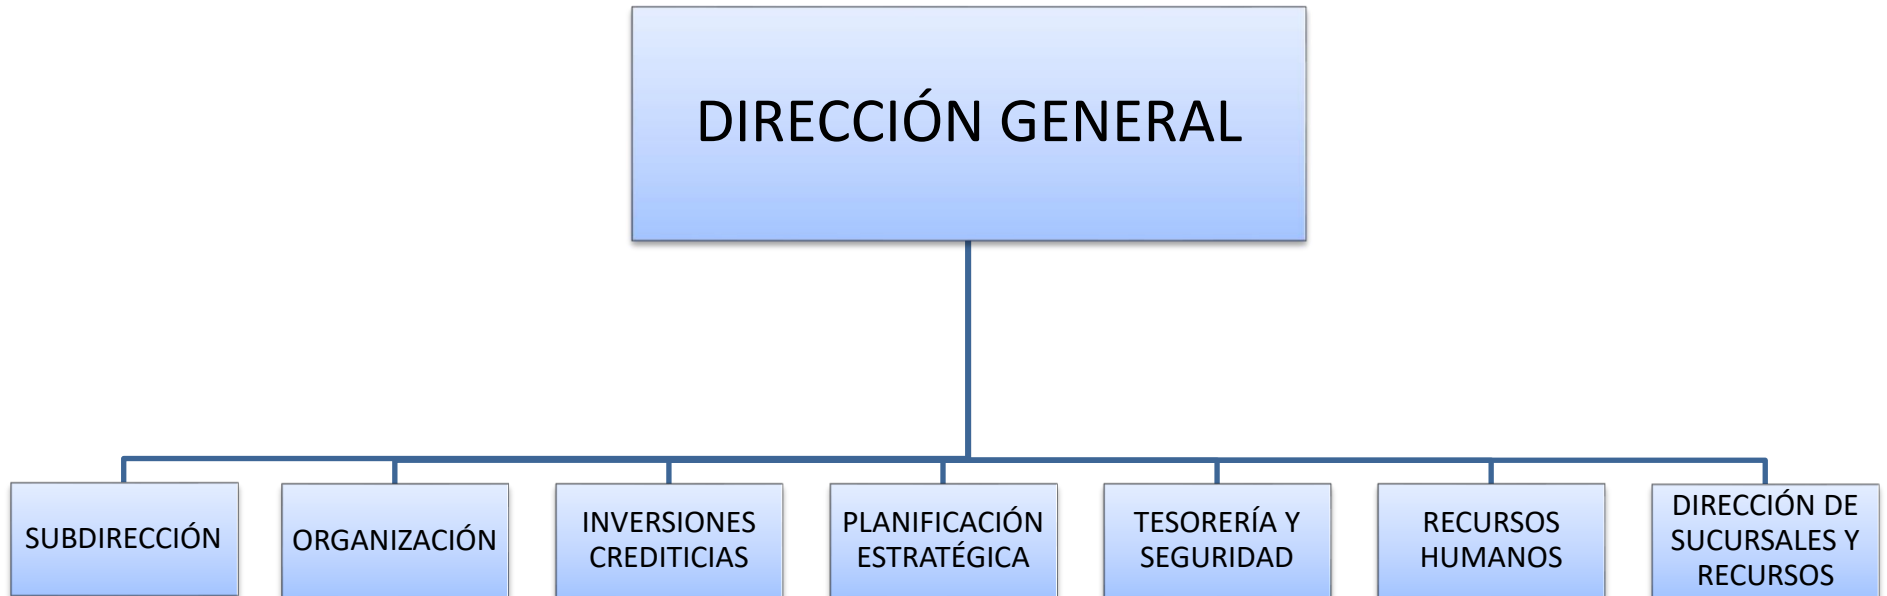 DIRECCIÓN GENERAL
SUBDIRECCIÓN
ORGANIZACIÓN
INVERSIONES
CREDITICIAS
PLANIFICACIÓN
ESTRATÉGICA
TESORERÍA Y
SEGURIDAD
RECURSOS
HUMANOS
DIRECCIÓN DE
SUCURSALES Y
RECURSOS